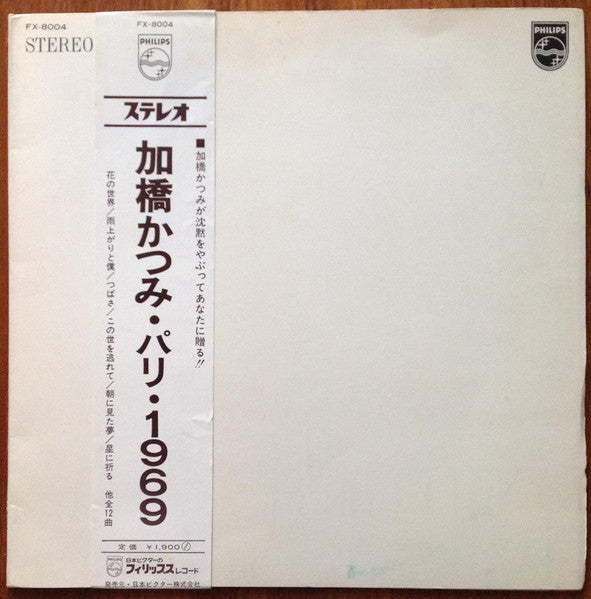 FX-8004
STEREO
PHILIPS
FX-8004
PHILIPS
ステレオ
■加橋かつみが沈黙をやぶってあなたに贈る!!
加橋かつみ・パリ・1969
花の世界/雨上がりと僕/つばさ/この世を逃れて/朝に見た夢/星に祈る 他全12曲
定価 ¥1,900
PHILIPS
日本ビクターの
フィリップスレコード
発売元・日本ビクター株式会社